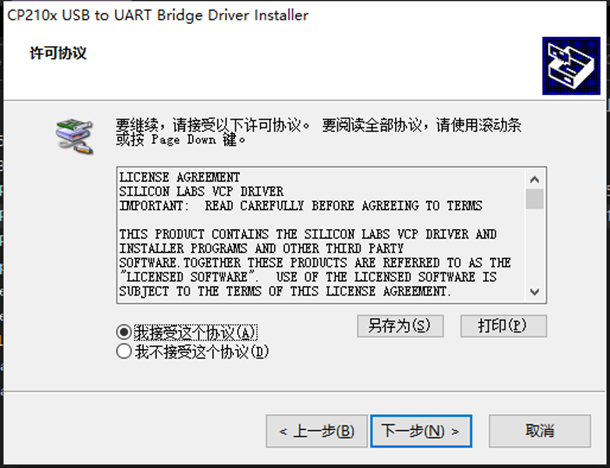 CP210x USB to UART Bridge Driver Installer
许可协议
要继续，请接受以下许可协议。要阅读全部协议，请使用滚动条
或按 Page Down 键。
LICENSE AGREEMENT
SILICON LABS VCP DRIVER
IMPORTANT:  READ CAREFULLY BEFORE AGREEING TO TERMS
THIS PRODUCT CONTAINS THE SILICON LABS VCP DRIVER AND
INSTALLER PROGRAMS AND OTHER THIRD PARTY
SOFTWARE.TOGETHER THESE PRODUCTS ARE REFERRED TO AS THE
"LICENSED SOFTWARE".  USE OF THE LICENSED SOFTWARE IS
SUBJECT TO THE TERMS OF THIS LICENSE AGREEMENT.
我接受这个协议(A)
我不接受这个协议(D)
另存为(S)
打印(P)
< 上一步(B)
下一步(N) >
取消